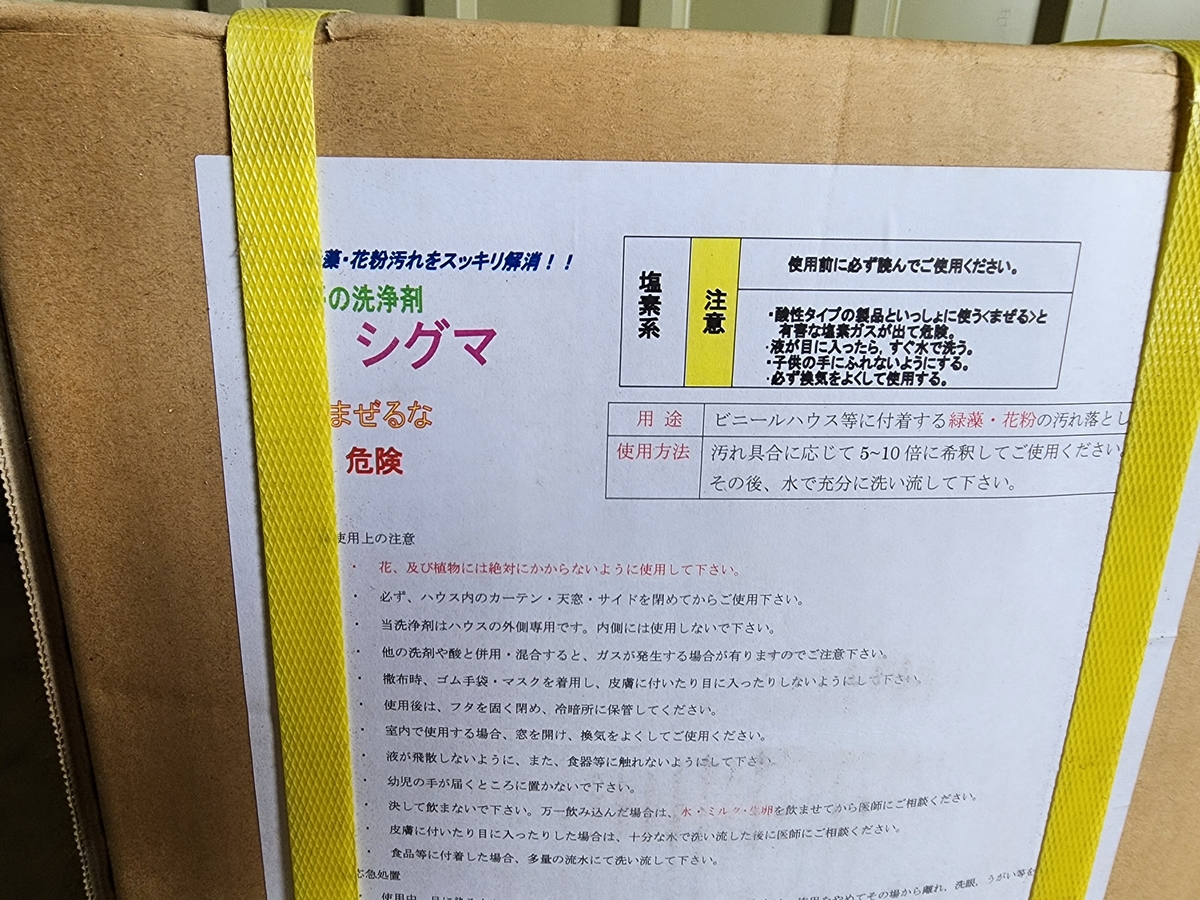 藻・花粉汚れをスッキリ解消！！
の洗浄剤
シグマ
まぜるな
危険
塩素系
注意
使用前に必ず読んでご使用ください。
・酸性タイプの製品といっしょに使う<まぜる>と
有害な塩素ガスが出て危険。
・液が目に入ったら、すぐ水で洗う。
・子供の手にふれないようにする。
・必ず換気をよくして使用する。
用 途
ビニールハウス等に付着する緑藻・花粉の汚れ落とし
使用方法
汚れ具合に応じて 5~10 倍に希釈してご使用ください。
その後、水で充分に洗い流して下さい。
使用上の注意
・ 花、及び植物には絶対にかからないように使用して下さい。
・ 必ず、ハウス内のカーテン・天窓・サイドを閉めてからご使用下さい。
・ 当洗浄剤はハウスの外側専用です。内側には使用しないで下さい。
・ 他の洗剤や酸と併用・混合すると、ガスが発生する場合が有りますのでご注意下さい。
・ 撒布時、ゴム手袋・マスクを着用し、皮膚に付いたり目に入ったりしないようにして下さい。
・ 使用後は、フタを固く閉め、冷暗所に保管してください。
・ 室内で使用する場合、窓を開け、換気をよくしてご使用ください。
・ 液が飛散しないように、また、食器等に触れないようにして下さい
・ 幼児の手が届くところに置かないで下さい。
・ 決して飲まないで下さい。万一飲み込んだ場合は、水・ミルク・生卵を飲ませてから医師にご相談ください。
・ 皮膚に付いたり目に入ったりした場合は、十分な水で洗い流した後に医師にご相談ください。
・ 食品等に付着した場合、多量の流水にて洗い流して下さい。
応急処置
・ 使用中、目に
使用をやめてその場から離れ、洗眼、うがい等を